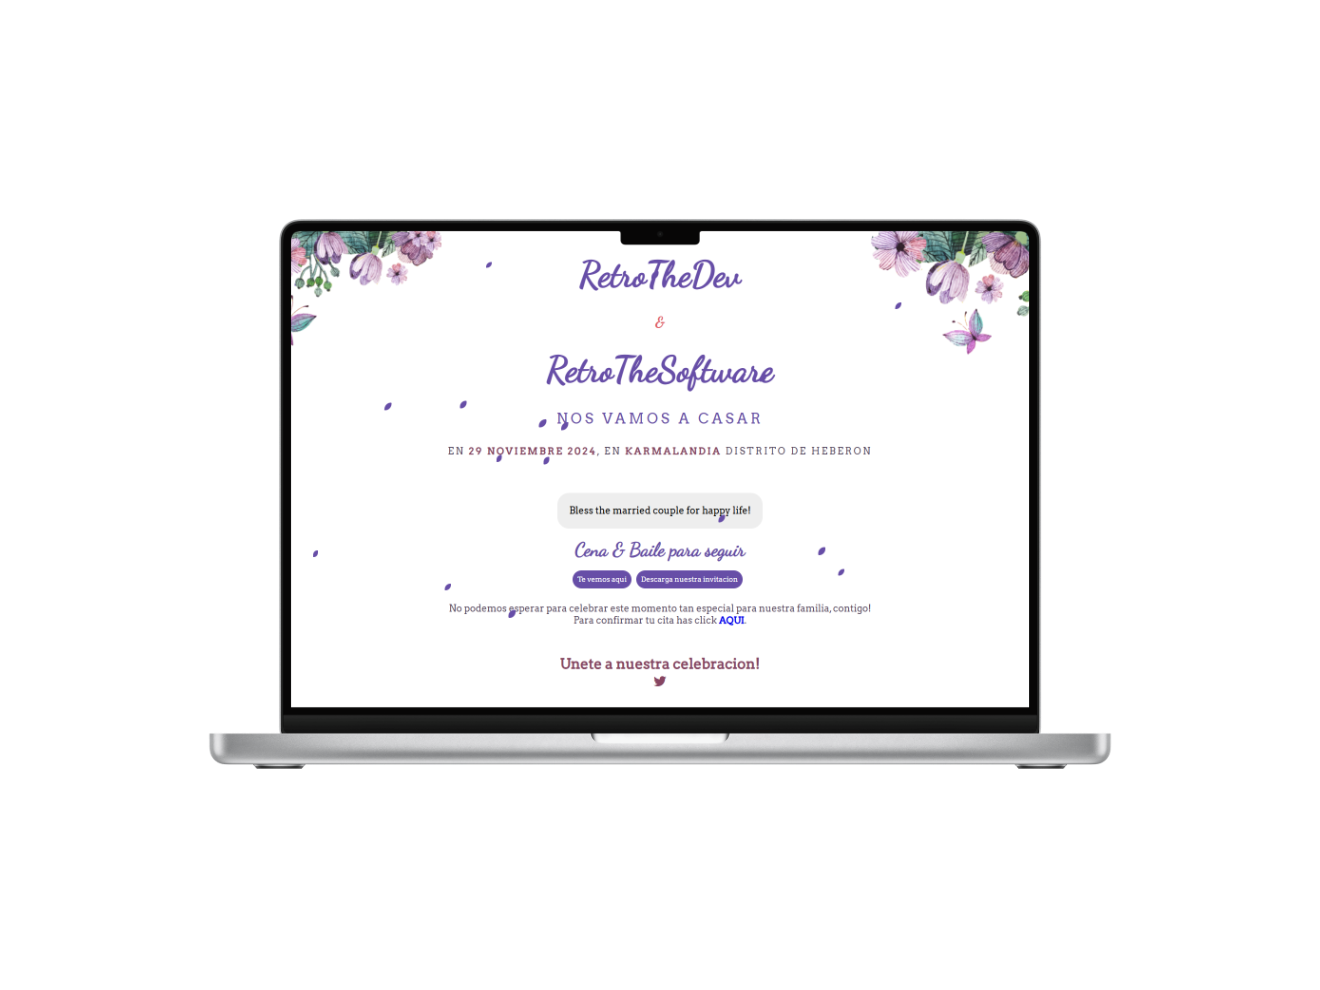 RetroTheDev
&
RetroTheSoftware
NOS VAMOS A CASAR
EN 29 NOVIEMBRE 2024, EN KARMALANDIA DISTRITO DE HEBERON
Bless the married couple for happy life!
Cena & Baile para seguir
Te vemos aqui Descarga nuestra invitacion
No podemos esperar para celebrar este momento tan especial para nuestra familia, contigo!
Para confirmar tu cita has click AQUI.
Unete a nuestra celebracion!